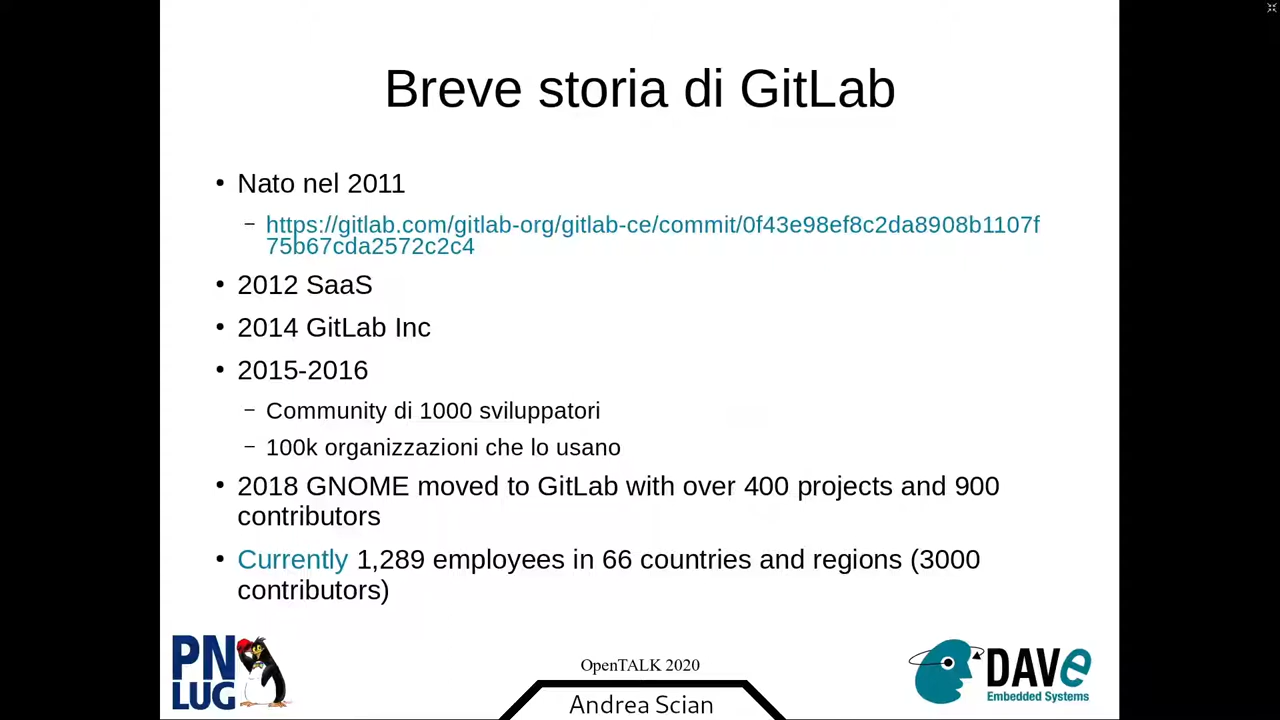 Breve storia di GitLab
• Nato nel 2011
– https://gitlab.com/gitlab-org/gitlab-ce/commit/0f43e98ef8c2da8908b1107f
75b67cda2572c2c4
• 2012 SaaS
• 2014 GitLab Inc
• 2015-2016
– Community di 1000 sviluppatori
– 100k organizzazioni che lo usano
• 2018 GNOME moved to GitLab with over 400 projects and 900
contributors
• Currently 1,289 employees in 66 countries and regions (3000
contributors)
PN
LUG
OpenTALK 2020
Andrea Scian
DAVe
Embedded Systems